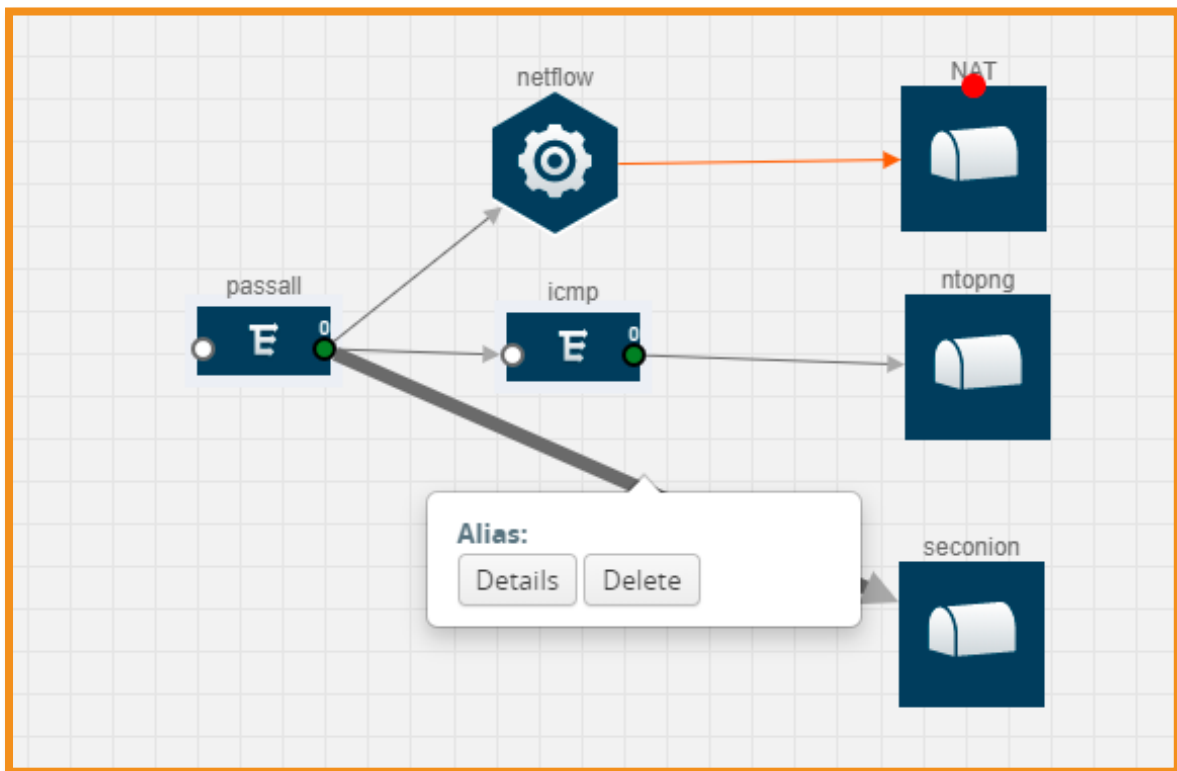 netflow
NAT
passall
0
icmp
0
ntopng
Alias:
Details Delete
seconion